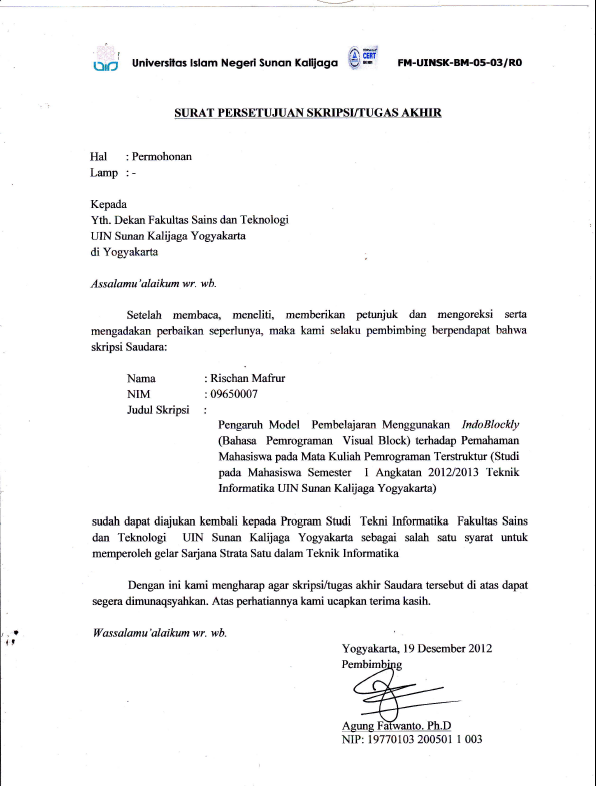 Universitas Islam Negeri Sunan Kalijaga CERT FM-UINSK-BM-05-03/R0
SURAT PERSETUJUAN SKRIPSI/TUGAS AKHIR
Hal : Permohonan
Lamp : -
Kepada
Yth. Dekan Fakultas Sains dan Teknologi
UIN Sunan Kalijaga Yogyakarta
di Yogyakarta
Assalamu'alaikum wr. wb.
Setelah membaca, meneliti, memberikan petunjuk dan mengoreksi serta
mengadakan perbaikan seperlunya, maka kami selaku pembimbing berpendapat bahwa
skripsi Saudara:
Nama : Rischan Mafrur
NIM : 09650007
Judul Skripsi :
Pengaruh Model Pembelajaran Menggunakan IndoBlockly
(Bahasa Pemrograman Visual Block) terhadap Pemahaman
Mahasiswa pada Mata Kuliah Pemrograman Terstruktur (Studi
pada Mahasiswa Semester I Angkatan 2012/2013 Teknik
Informatika UIN Sunan Kalijaga Yogyakarta)
sudah dapat diajukan kembali kepada Program Studi Tekni Informatika Fakultas Sains
dan Teknologi UIN Sunan Kalijaga Yogyakarta sebagai salah satu syarat untuk
memperoleh gelar Sarjana Strata Satu dalam Teknik Informatika
Dengan ini kami mengharap agar skripsi/tugas akhir Saudara tersebut di atas dapat
segera dimunaqsyahkan. Atas perhatiannya kami ucapkan terima kasih.
Wassalamu'alaikum wr. wb.
Yogyakarta, 19 Desember 2012
Pembimbing
Agung Fatwanto. Ph.D
NIP: 19770103 200501 1 003